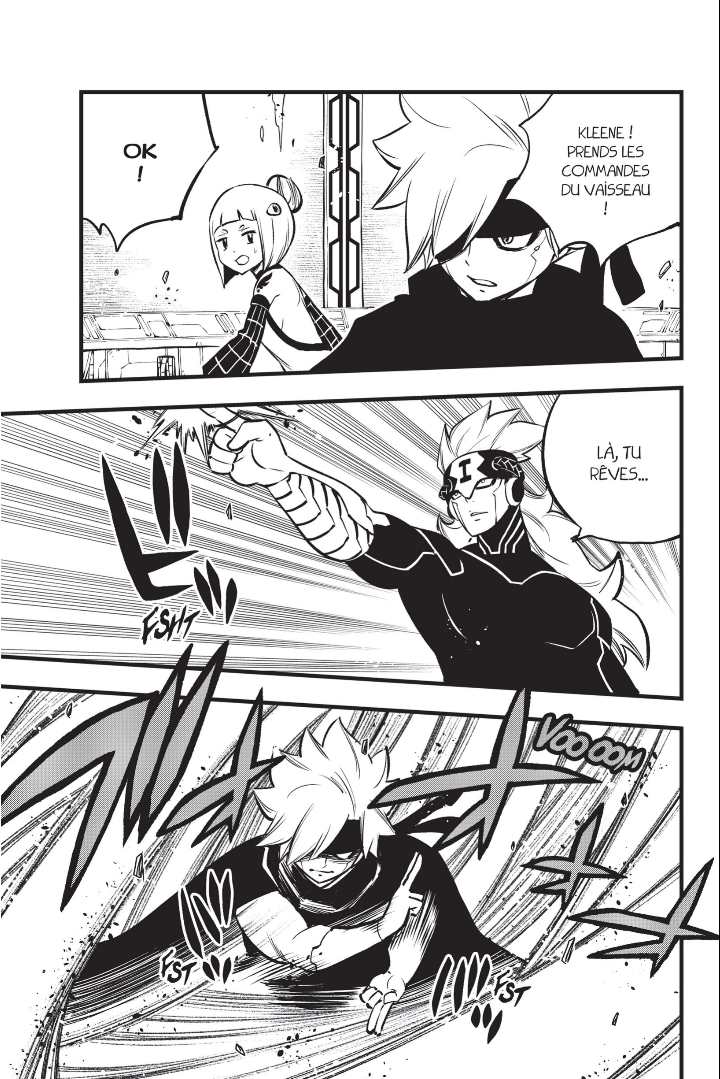 KLEENE !
PRENDS LES
COMMANDES
DU VAISSEAU
!
OK
!
LÀ, TU
RÊVES...
FSHT
VOOOOM
FST
FST